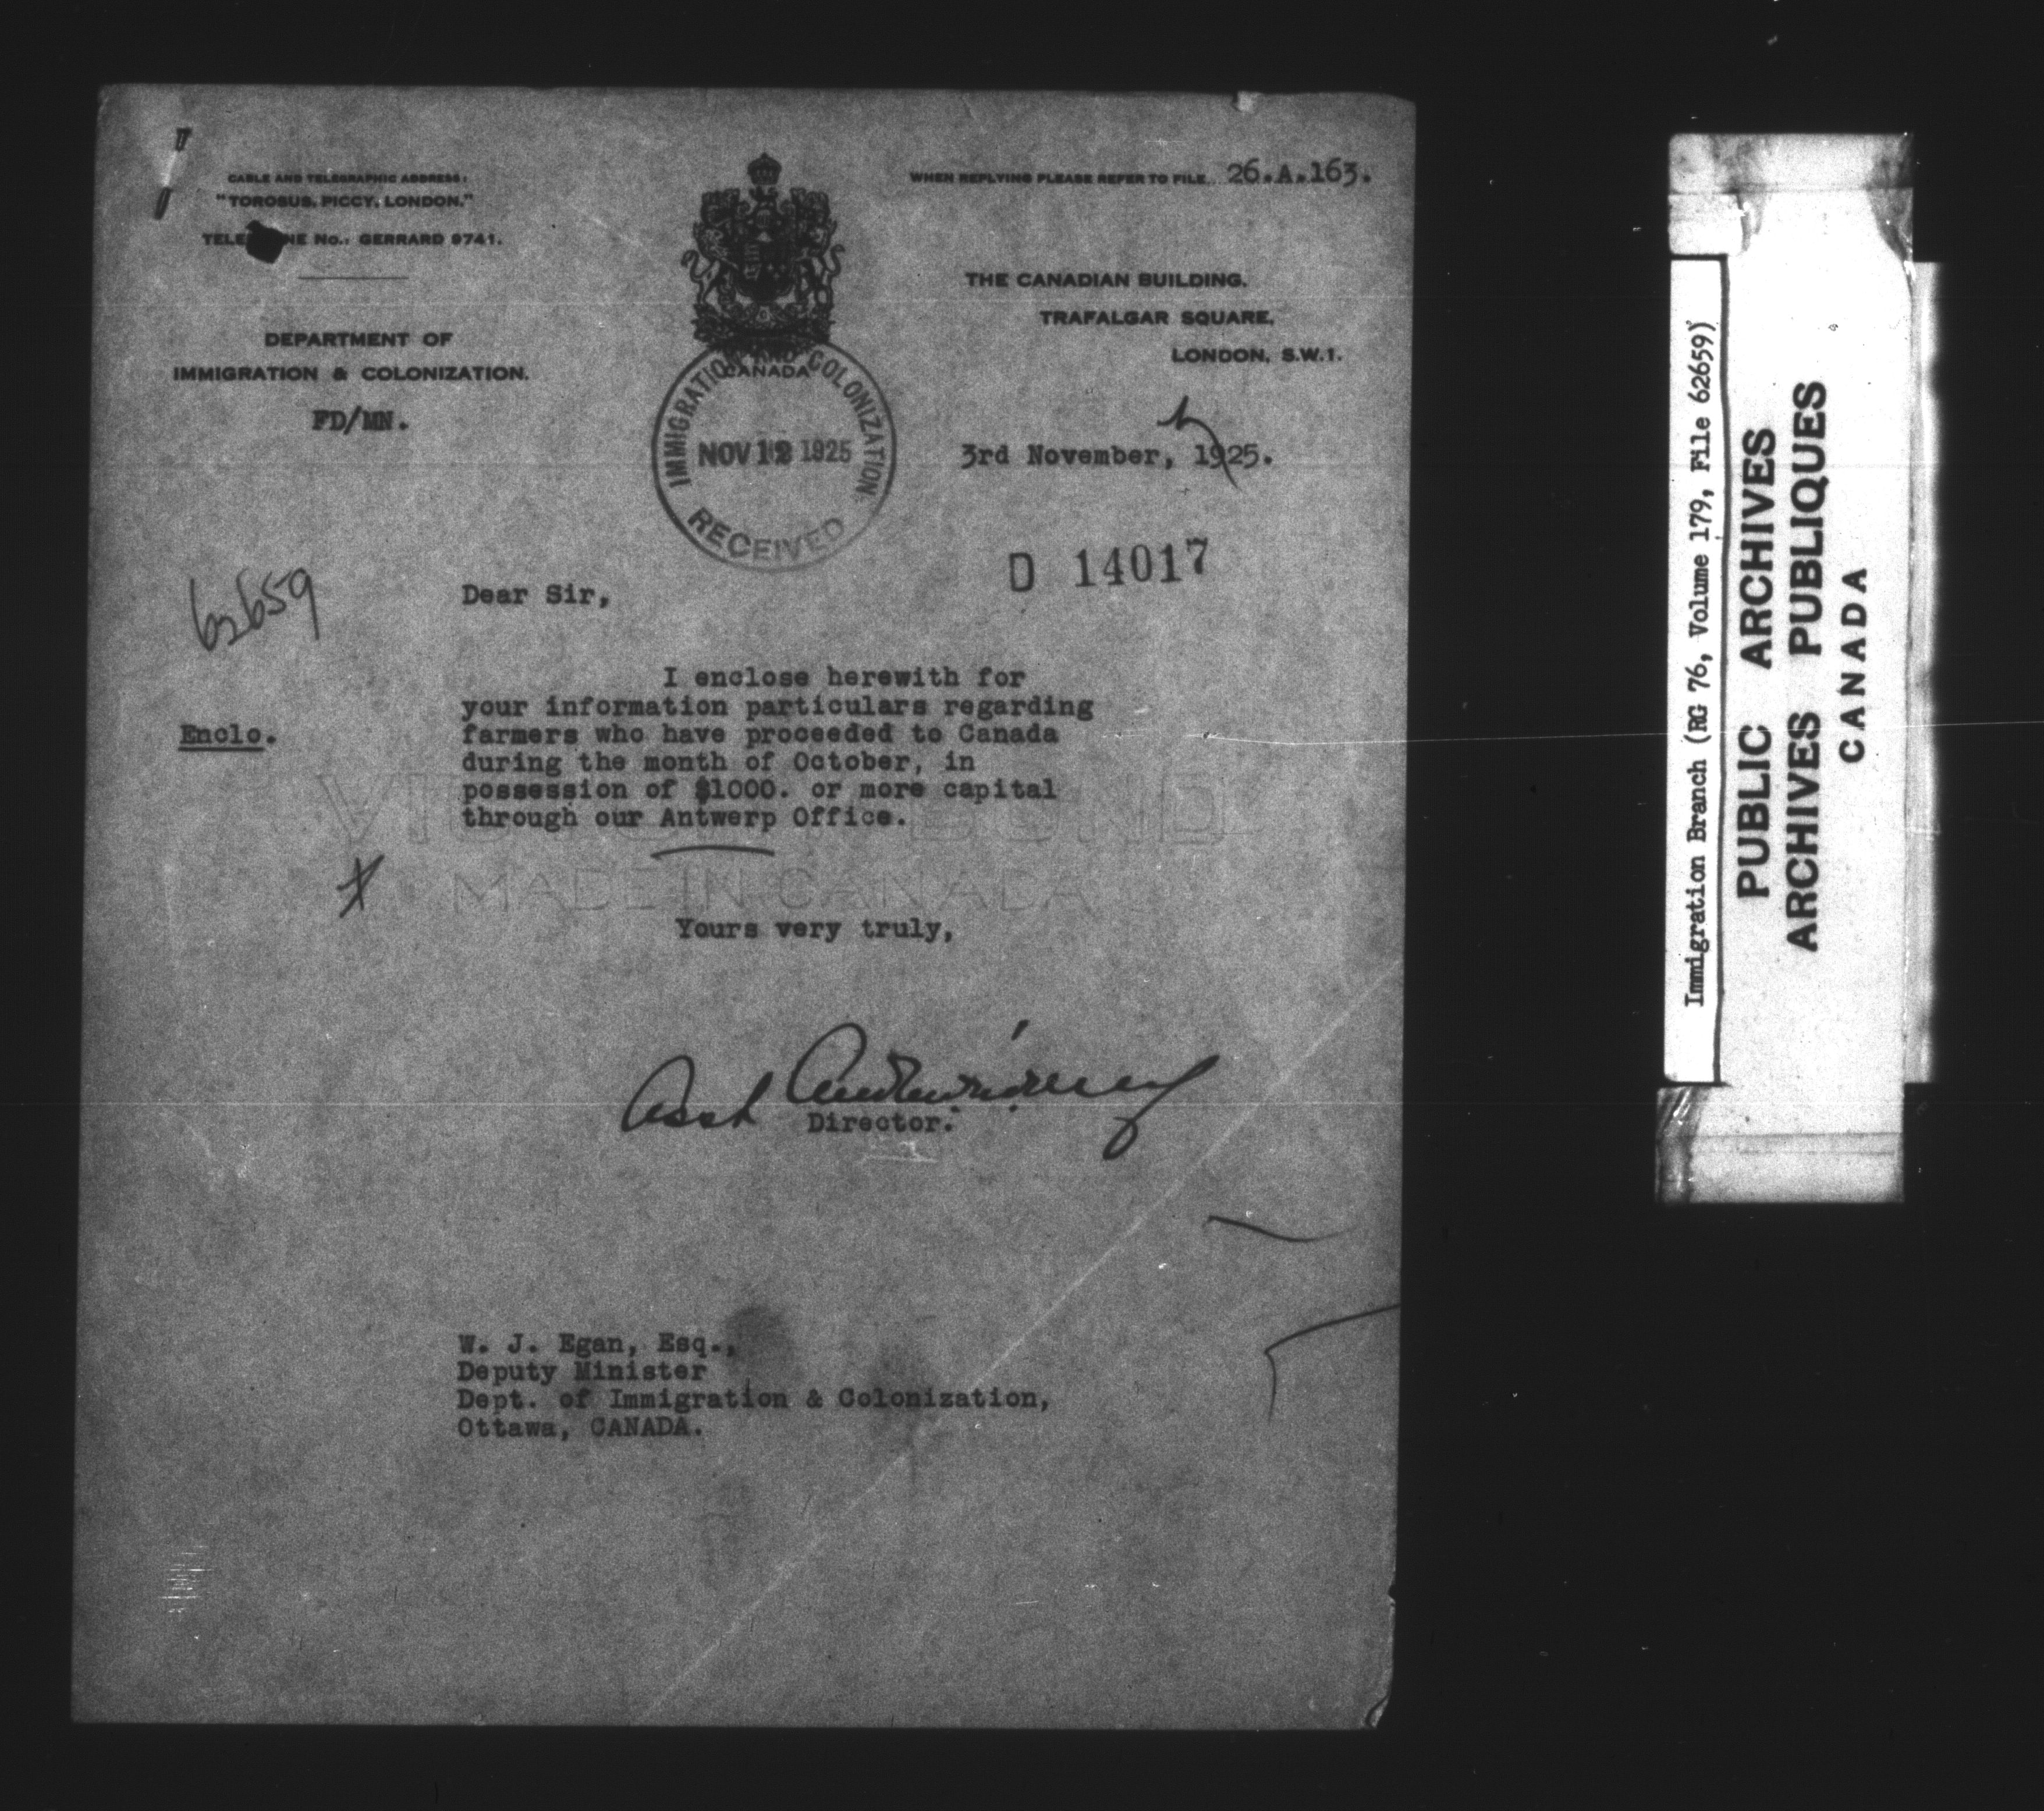 CABLE AND TELEGRAPHIC ADDRESS:
"TOROSUS, PICCY, LONDON."
TELE NE No.: GERRARD 9741.
DEPARTMENT OF
IMMIGRATION & COLONIZATION.
FD/MN.
WHEN REPLYING PLEASE REFER TO FILE 26.A.163.
THE CANADIAN BUILDING,
TRAFALGAR SQUARE,
LONDON, S.W.1.
CANADA
IMMIGRATION AND COLONIZATION.
NOV 12 1925
RECEIVED
3rd November, 1925.
D 14017
62659
Dear Sir,
Enclo.
I enclose herewith for
your information particulars regarding
farmers who have proceeded to Canada
during the month of October, in
possession of $1000. or more capital
through our Antwerp Office.
BOND
MADE IN CANADA
Yours very truly,
Asst
Director.
W. J. Egan, Esq.,
Deputy Minister
Dept. of Immigration & Colonization,
Ottawa, CANADA.
Immigration Branch (RG 76, Volume 179, File 62659)
PUBLIC ARCHIVES
ARCHIVES PUBLIQUES
CANADA